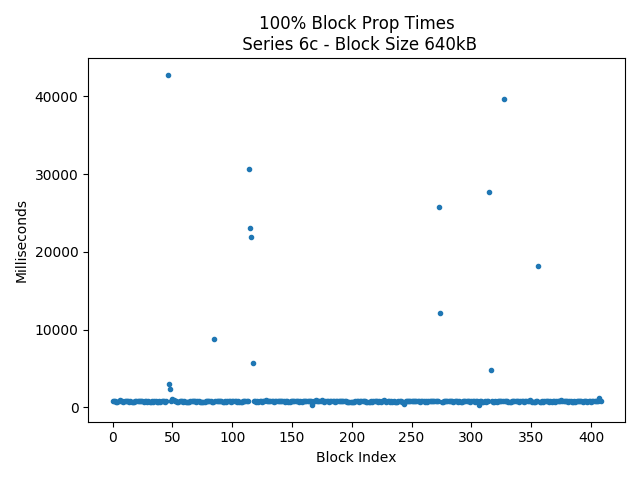 100% Block Prop Times
Series 6c - Block Size 640kB
40000
30000
20000
10000
0
Milliseconds
0 50 100 150 200 250 300 350 400
Block Index